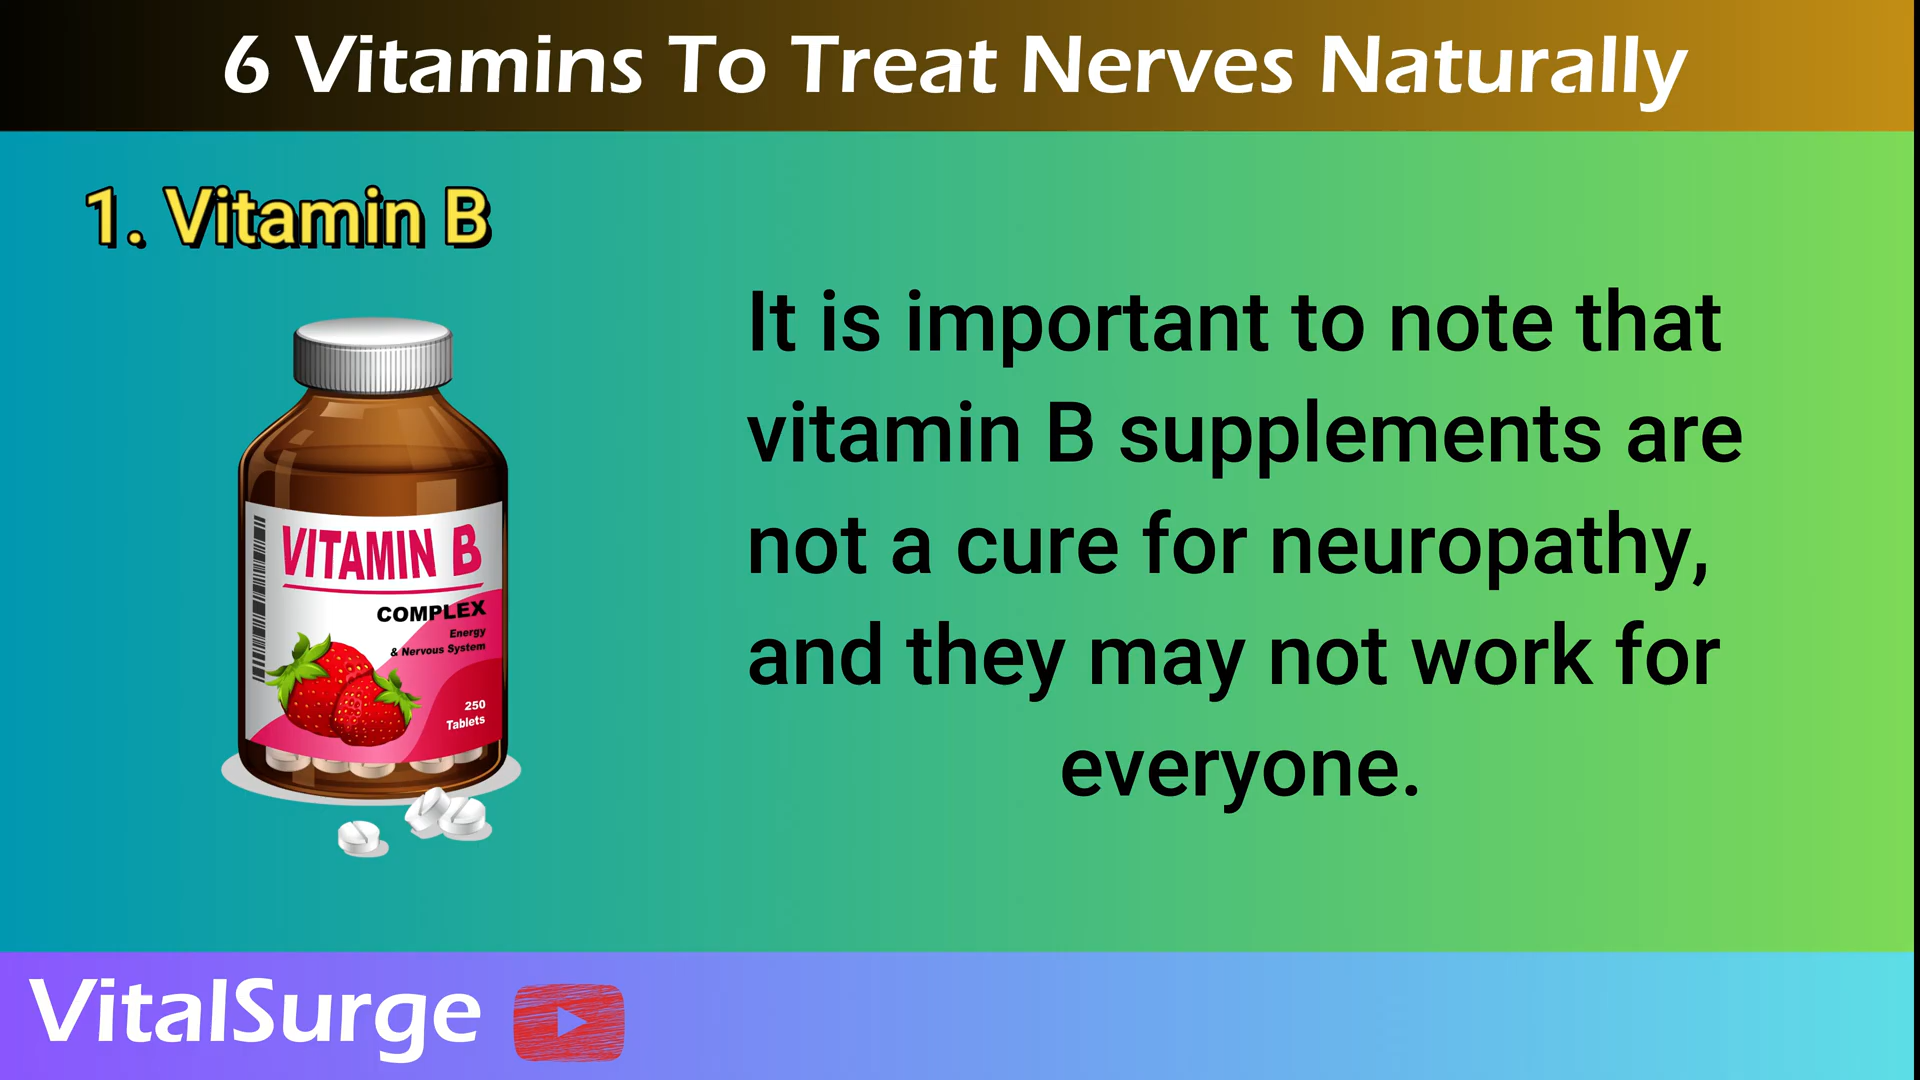 6 Vitamins To Treat Nerves Naturally
1. Vitamin B
It is important to note that
vitamin B supplements are
not a cure for neuropathy,
and they may not work for
everyone.
VITAMIN B
COMPLEX
Energy
& Nervous System
250
Tablets
VitalSurge